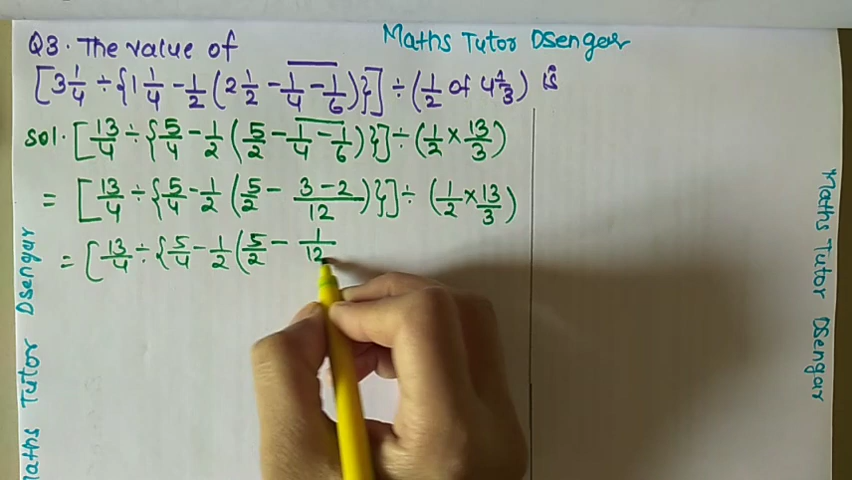 Maths Tutor Dsengar
Q3. The value of
[3 1/4 ÷ {1 1/4 - 1/2 (2 1/2 - 1/4 - 1/6)}] ÷ (1/2 of 4 1/3) is
Sol. [13/4 ÷ {5/4 - 1/2 (5/2 - 1/4 - 1/6)}] ÷ (1/2 × 13/3)
= [13/4 ÷ {5/4 - 1/2 (5/2 - 3-2/12)}] ÷ (1/2 × 13/3)
= [13/4 ÷ {5/4 - 1/2 (5/2 - 1/12
Maths Tutor Dsengar
Maths Tutor Dsengar